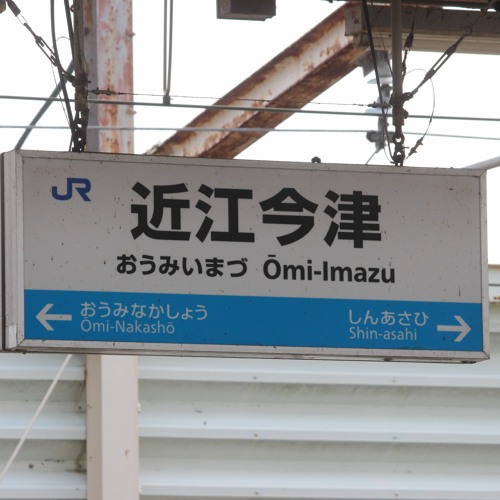 JR
近江今津
おうみいまづ Ōmi-Imazu
← おうみなかしょう
Ōmi-Nakashō
しんあさひ →
Shin-asahi